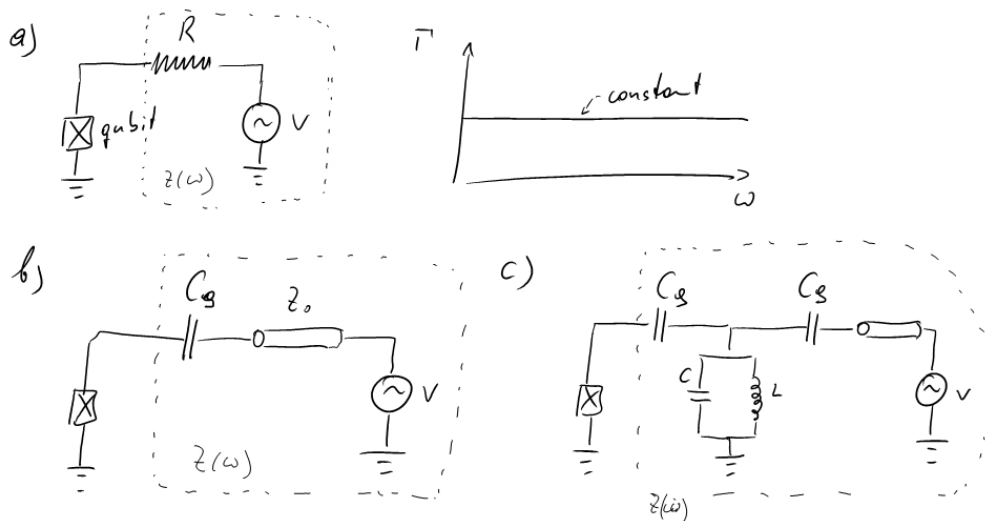 a)
R
qubit
V
Z(ω)
Γ
constant
ω
b)
Cg
Z₀
V
Z(ω)
c)
Cg
Cg
C
L
V
Z(ω)